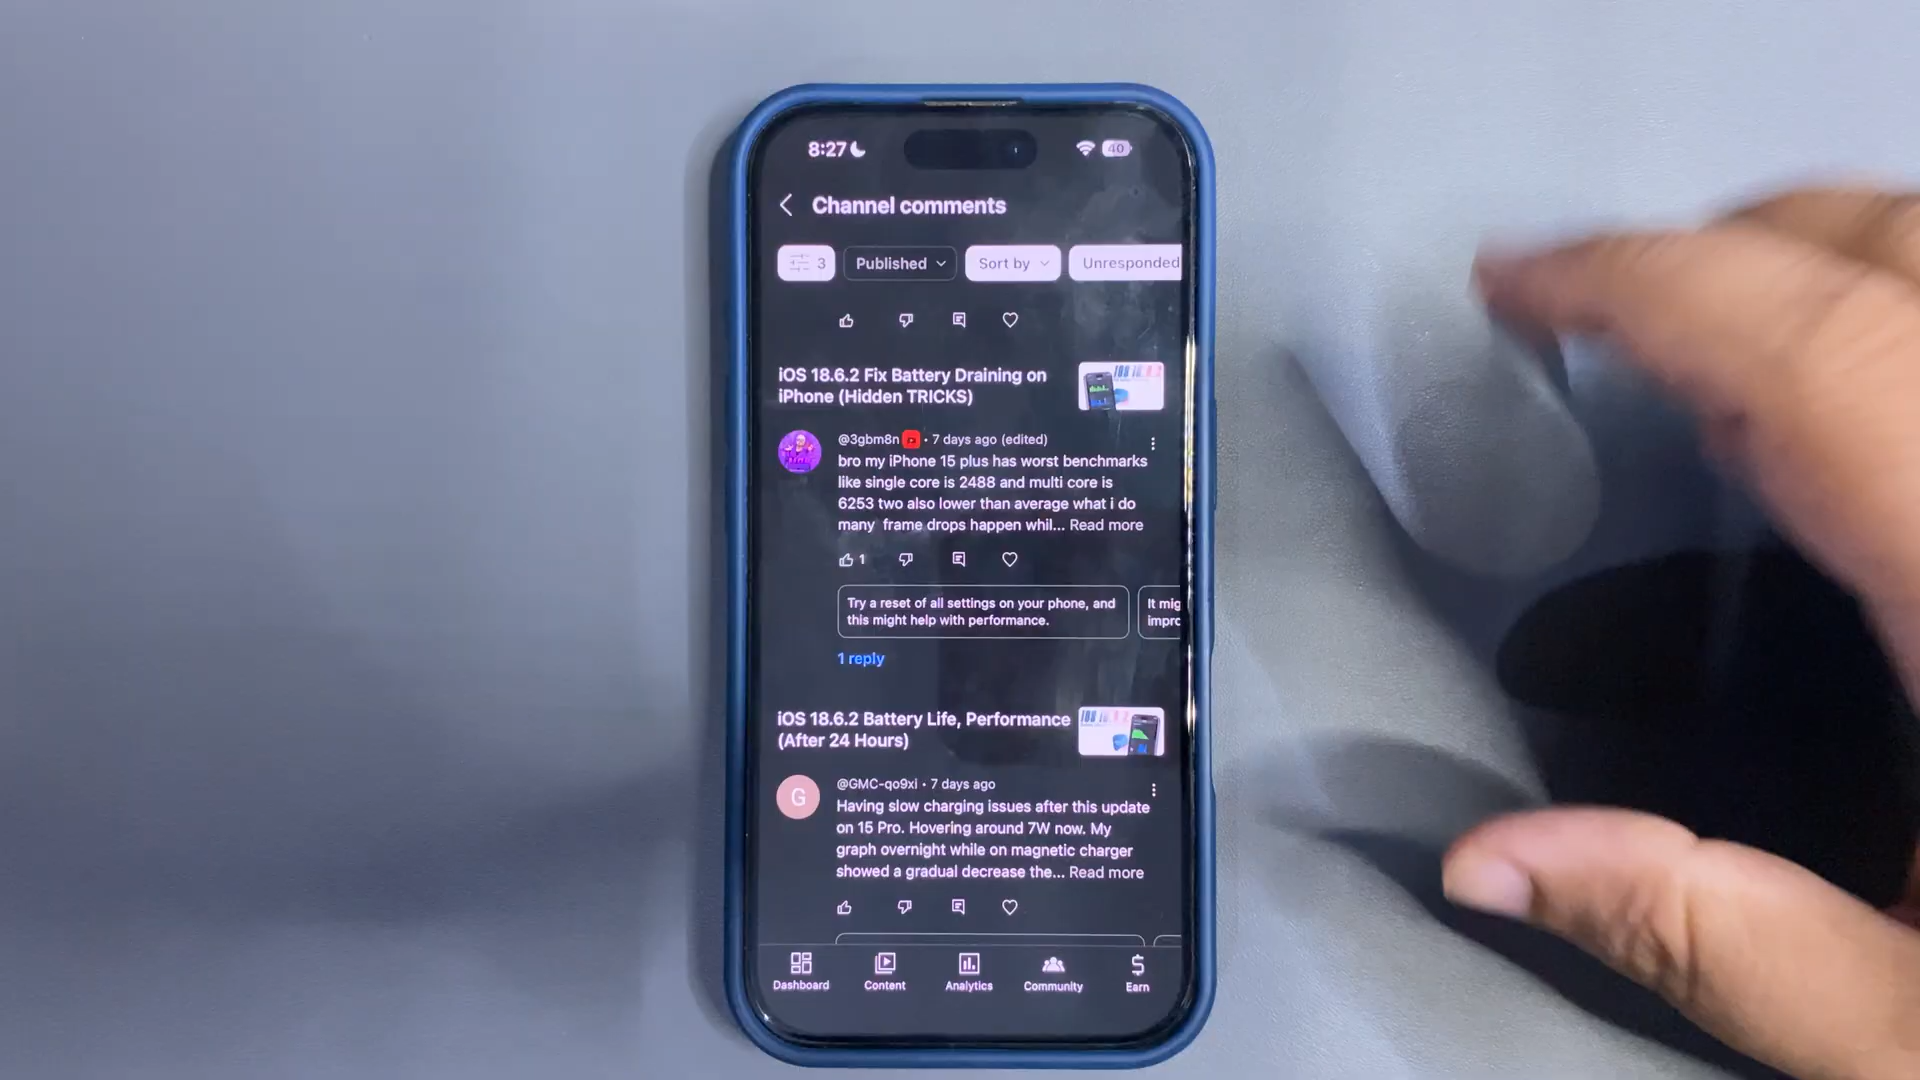 8:27
40
Channel comments
3
Published
Sort by
Unresponded
iOS 18.6.2 Fix Battery Draining on
iPhone (Hidden TRICKS)
@3gbm8n • 7 days ago (edited)
bro my iPhone 15 plus has worst benchmarks
like single core is 2488 and multi core is
6253 two also lower than average what i do
many frame drops happen whil... Read more
1
Try a reset of all settings on your phone, and
this might help with performance.
It mig
impro
1 reply
iOS 18.6.2 Battery Life, Performance
(After 24 Hours)
G
@GMC-qo9xi • 7 days ago
Having slow charging issues after this update
on 15 Pro. Hovering around 7W now. My
graph overnight while on magnetic charger
showed a gradual decrease the... Read more
Dashboard
Content
Analytics
Community
Earn